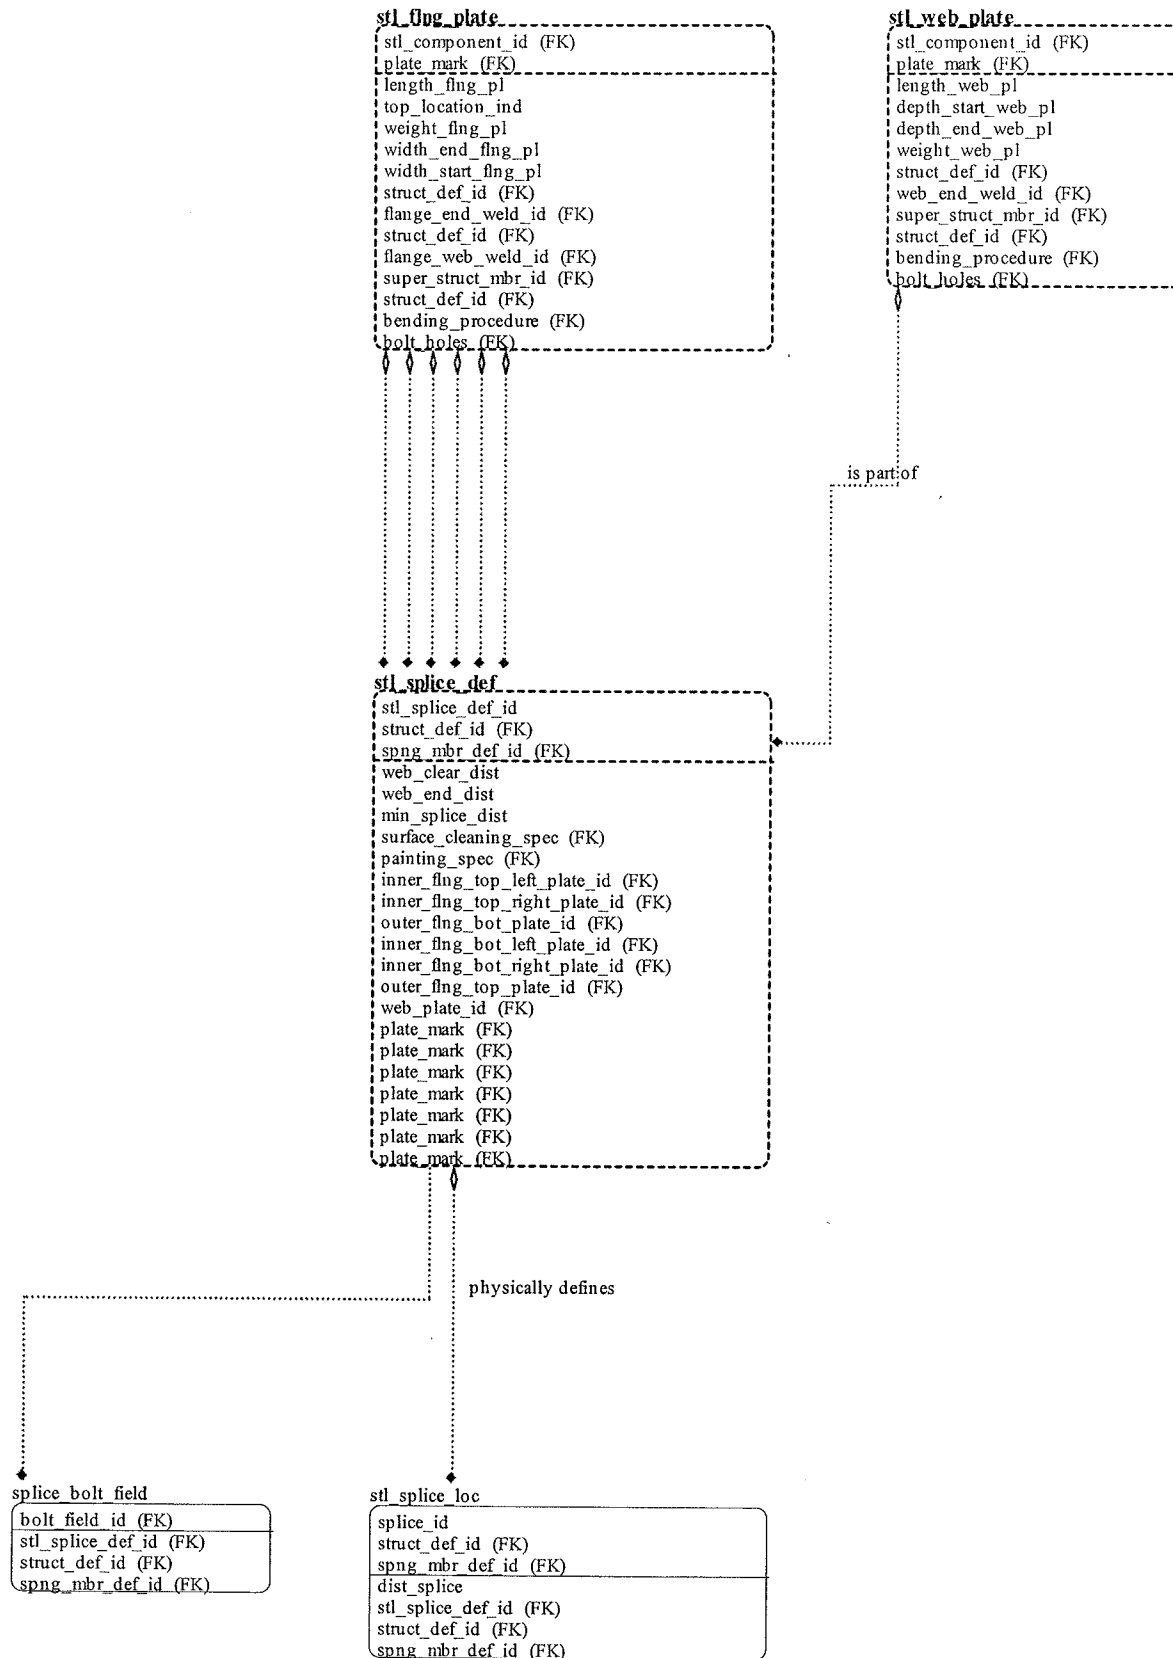 stl_flng_plate
stl_component_id (FK)
plate_mark (FK)
length_flng_pl
top_location_ind
weight_flng_pl
width_end_flng_pl
width_start_flng_pl
struct_def_id (FK)
flange_end_weld_id (FK)
struct_def_id (FK)
flange_web_weld_id (FK)
super_struct_mbr_id (FK)
struct_def_id (FK)
bending_procedure (FK)
bolt_holes (FK)
stl_web_plate
stl_component_id (FK)
plate_mark (FK)
length_web_pl
depth_start_web_pl
depth_end_web_pl
weight_web_pl
struct_def_id (FK)
web_end_weld_id (FK)
super_struct_mbr_id (FK)
struct_def_id (FK)
bending_procedure (FK)
bolt_holes (FK)
is part of
stl_splice_def
stl_splice_def_id
struct_def_id (FK)
spng_mbr_def_id (FK)
web_clear_dist
web_end_dist
min_splice_dist
surface_cleaning_spec (FK)
painting_spec (FK)
inner_flng_top_left_plate_id (FK)
inner_flng_top_right_plate_id (FK)
outer_flng_bot_plate_id (FK)
inner_flng_bot_left_plate_id (FK)
inner_flng_bot_right_plate_id (FK)
outer_flng_top_plate_id (FK)
web_plate_id (FK)
plate_mark (FK)
plate_mark (FK)
plate_mark (FK)
plate_mark (FK)
plate_mark (FK)
plate_mark (FK)
plate_mark (FK)
physically defines
splice_bolt_field
bolt_field_id (FK)
stl_splice_def_id (FK)
struct_def_id (FK)
spng_mbr_def_id (FK)
stl_splice_loc
splice_id
struct_def_id (FK)
spng_mbr_def_id (FK)
dist_splice
stl_splice_def_id (FK)
struct_def_id (FK)
spng_mbr_def_id (FK)